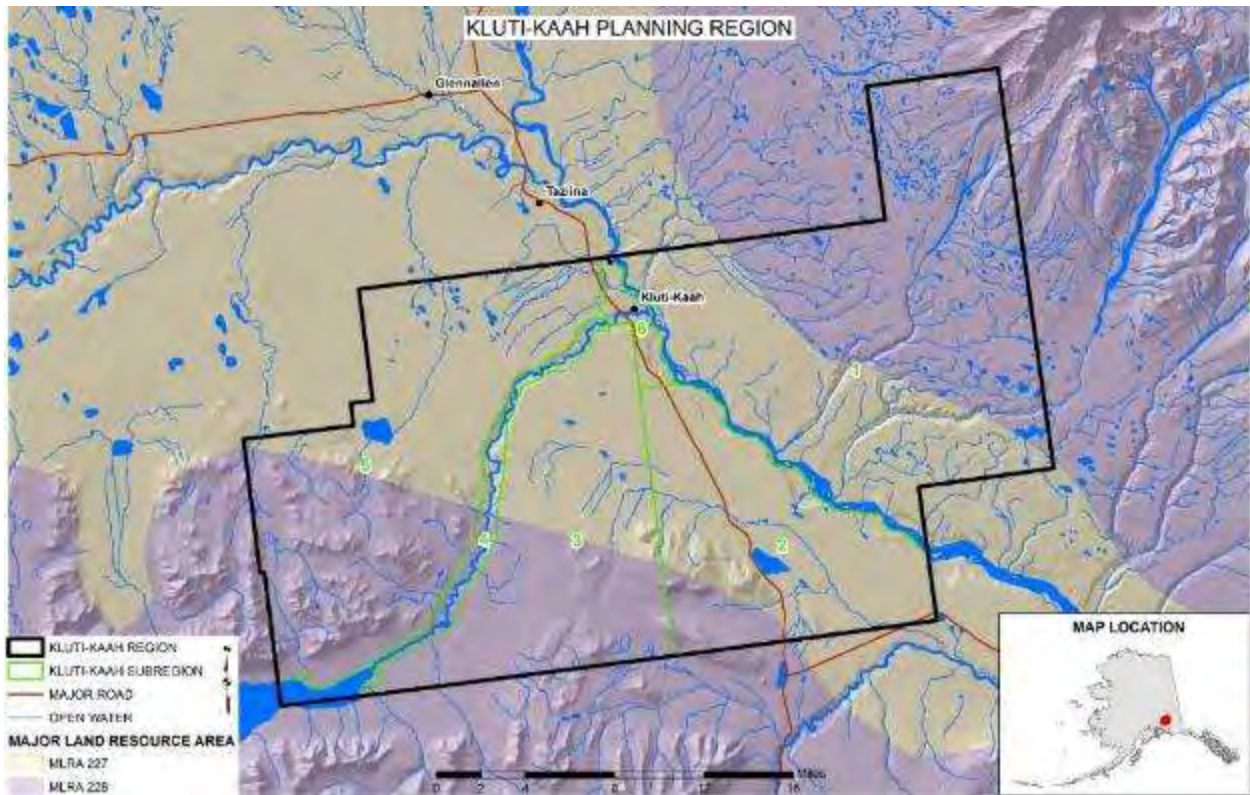 KLUTI-KAAH PLANNING REGION
Glennallen
Tazlina
Kluti-Kaah
6
1
5
4
3
2
KLUTI-KAAH REGION
KLUTI-KAAH SUBREGION
MAJOR ROAD
OPEN WATER
MAJOR LAND RESOURCE AREA
MLRA 227
MLRA 228
MAP LOCATION
Miles
0 2 4 8 12 16